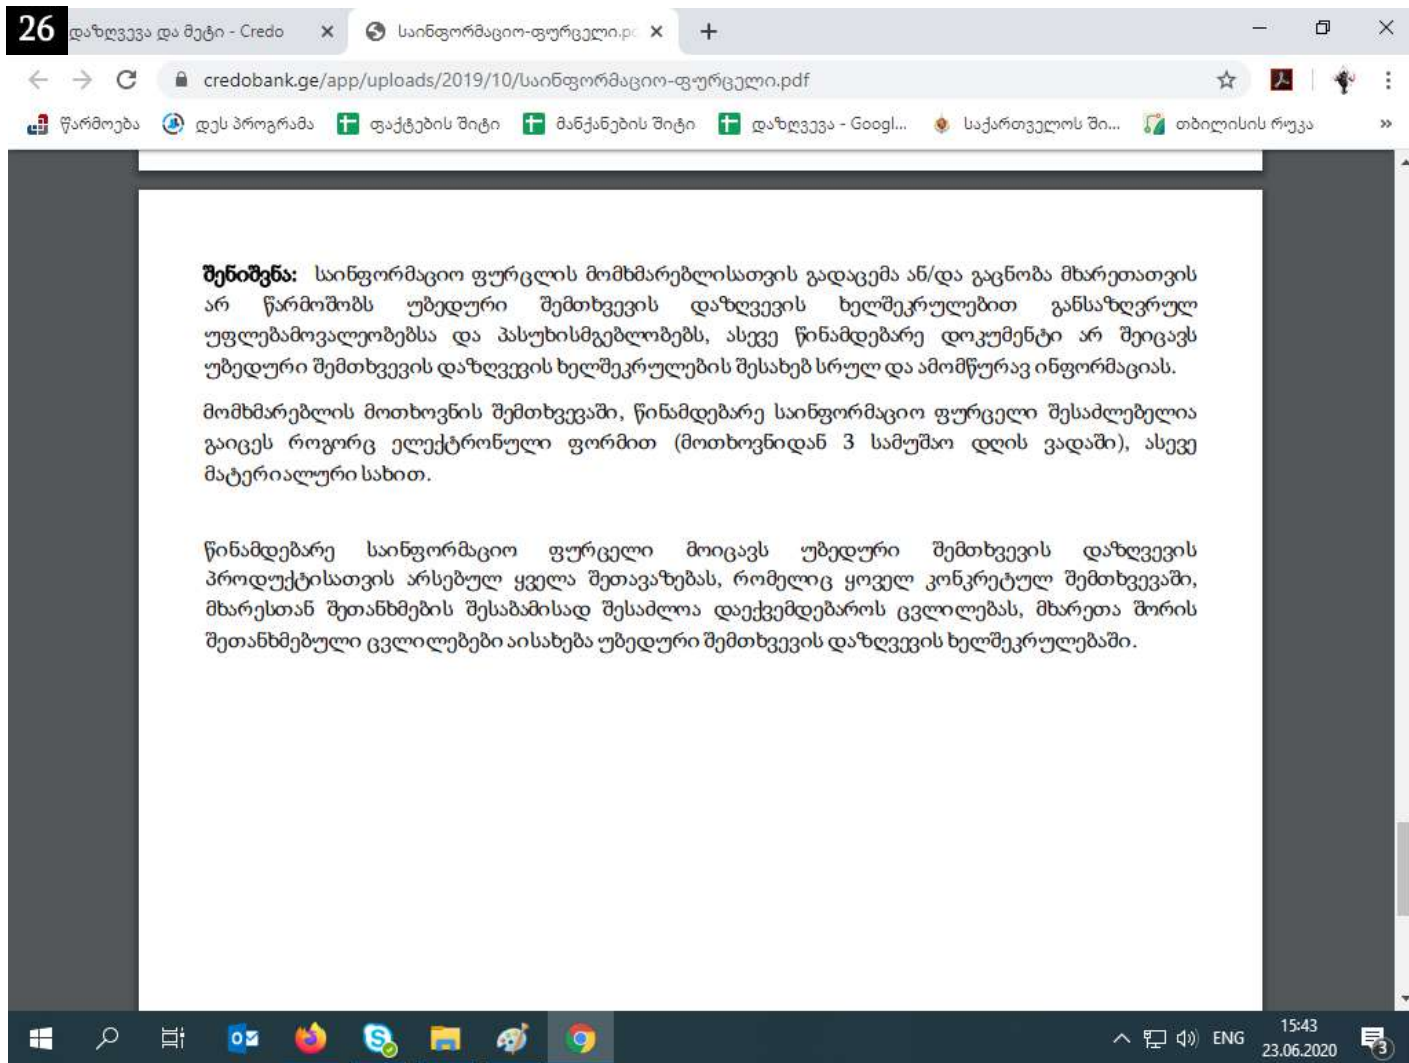 26
დაზღვევა და მეტი - Credo
საინფორმაციო-ფურცელი.pd
credobank.ge/app/uploads/2019/10/საინფორმაციო-ფურცელი.pdf
წარმოება
დეს პროგრამა
ფაქტების შიტი
მანქანების შიტი
დაზღვევა - Googl...
საქართველოს ში...
თბილისის რუკა
»
შენიშვნა: საინფორმაციო ფურცლის მომხმარებლისათვის გადაცემა ან/და გაცნობა მხარეთათვის
არ წარმოშობს უბედური შემთხვევის დაზღვევის ხელშეკრულებით განსაზღვრულ
უფლებამოვალეობებსა და პასუხისმგებლობებს, ასევე წინამდებარე დოკუმენტი არ შეიცავს
უბედური შემთხვევის დაზღვევის ხელშეკრულების შესახებ სრულ და ამომწურავ ინფორმაციას.
მომხმარებლის მოთხოვნის შემთხვევაში, წინამდებარე საინფორმაციო ფურცელი შესაძლებელია
გაიცეს როგორც ელექტრონული ფორმით (მოთხოვნიდან 3 სამუშაო დღის ვადაში), ასევე
მატერიალური სახით.
წინამდებარე საინფორმაციო ფურცელი მოიცავს უბედური შემთხვევის დაზღვევის
პროდუქტისათვის არსებულ ყველა შეთავაზებას, რომელიც ყოველ კონკრეტულ შემთხვევაში,
მხარესთან შეთანხმების შესაბამისად შესაძლოა დაექვემდებაროს ცვლილებას, მხარეთა შორის
შეთანხმებული ცვლილებები აისახება უბედური შემთხვევის დაზღვევის ხელშეკრულებაში.
ENG
15:43
23.06.2020
3